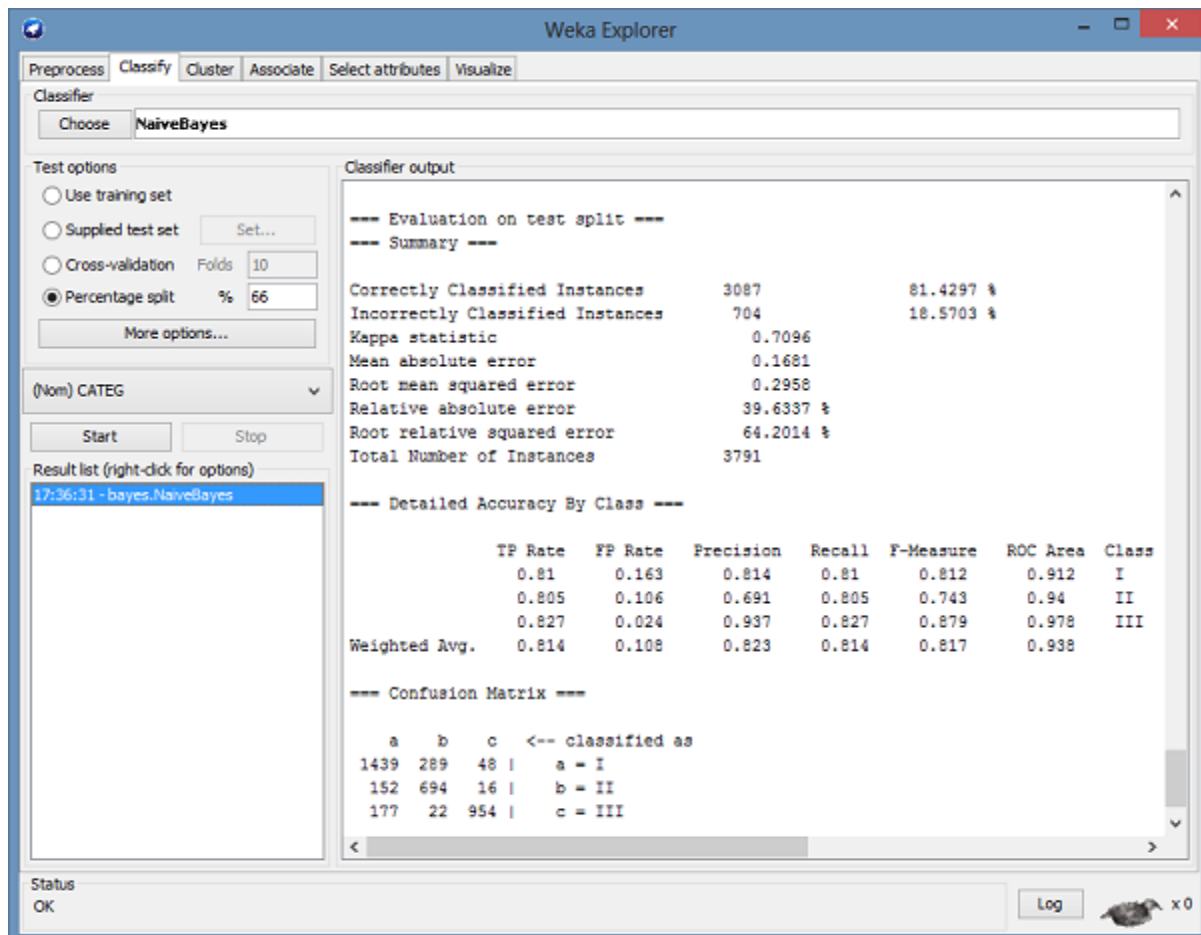 Weka Explorer
Preprocess Classify Cluster Associate Select attributes Visualize
Classifier
Choose NaiveBayes
Test options
Use training set
Supplied test set Set...
Cross-validation Folds 10
Percentage split % 66
More options...
(Nom) CATEG
Start Stop
Result list (right-click for options)
17:36:31 - bayes.NaiveBayes
Classifier output
=== Evaluation on test split ===
=== Summary ===
Correctly Classified Instances 3087 81.4297 %
Incorrectly Classified Instances 704 18.5703 %
Kappa statistic 0.7096
Mean absolute error 0.1681
Root mean squared error 0.2958
Relative absolute error 39.6337 %
Root relative squared error 64.2014 %
Total Number of Instances 3791
=== Detailed Accuracy By Class ===
TP Rate FP Rate Precision Recall F-Measure ROC Area Class
0.81 0.163 0.814 0.81 0.812 0.912 I
0.805 0.106 0.691 0.805 0.743 0.94 II
0.827 0.024 0.937 0.827 0.879 0.978 III
Weighted Avg. 0.814 0.108 0.823 0.814 0.817 0.938
=== Confusion Matrix ===
a b c <-- classified as
1439 289 48 | a = I
152 694 16 | b = II
177 22 954 | c = III
Status
OK
Log x 0